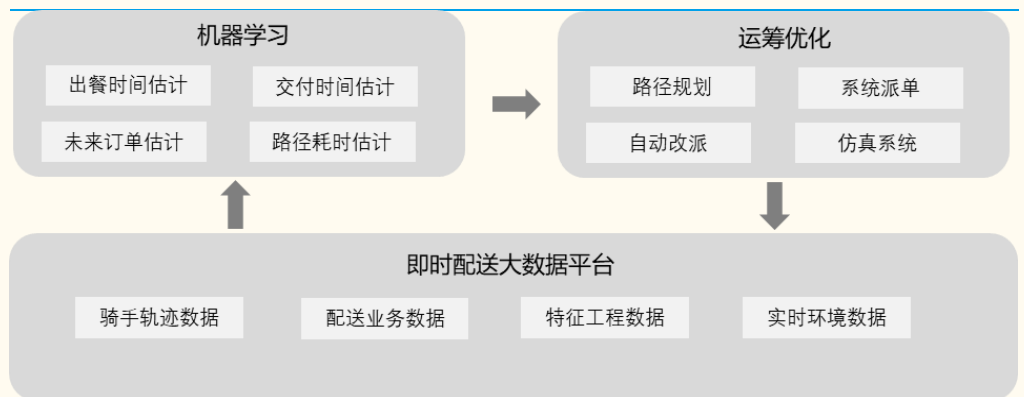 机器学习
出餐时间估计
交付时间估计
未来订单估计
路径耗时估计
运筹优化
路径规划
系统派单
自动改派
仿真系统
即时配送大数据平台
骑手轨迹数据
配送业务数据
特征工程数据
实时环境数据